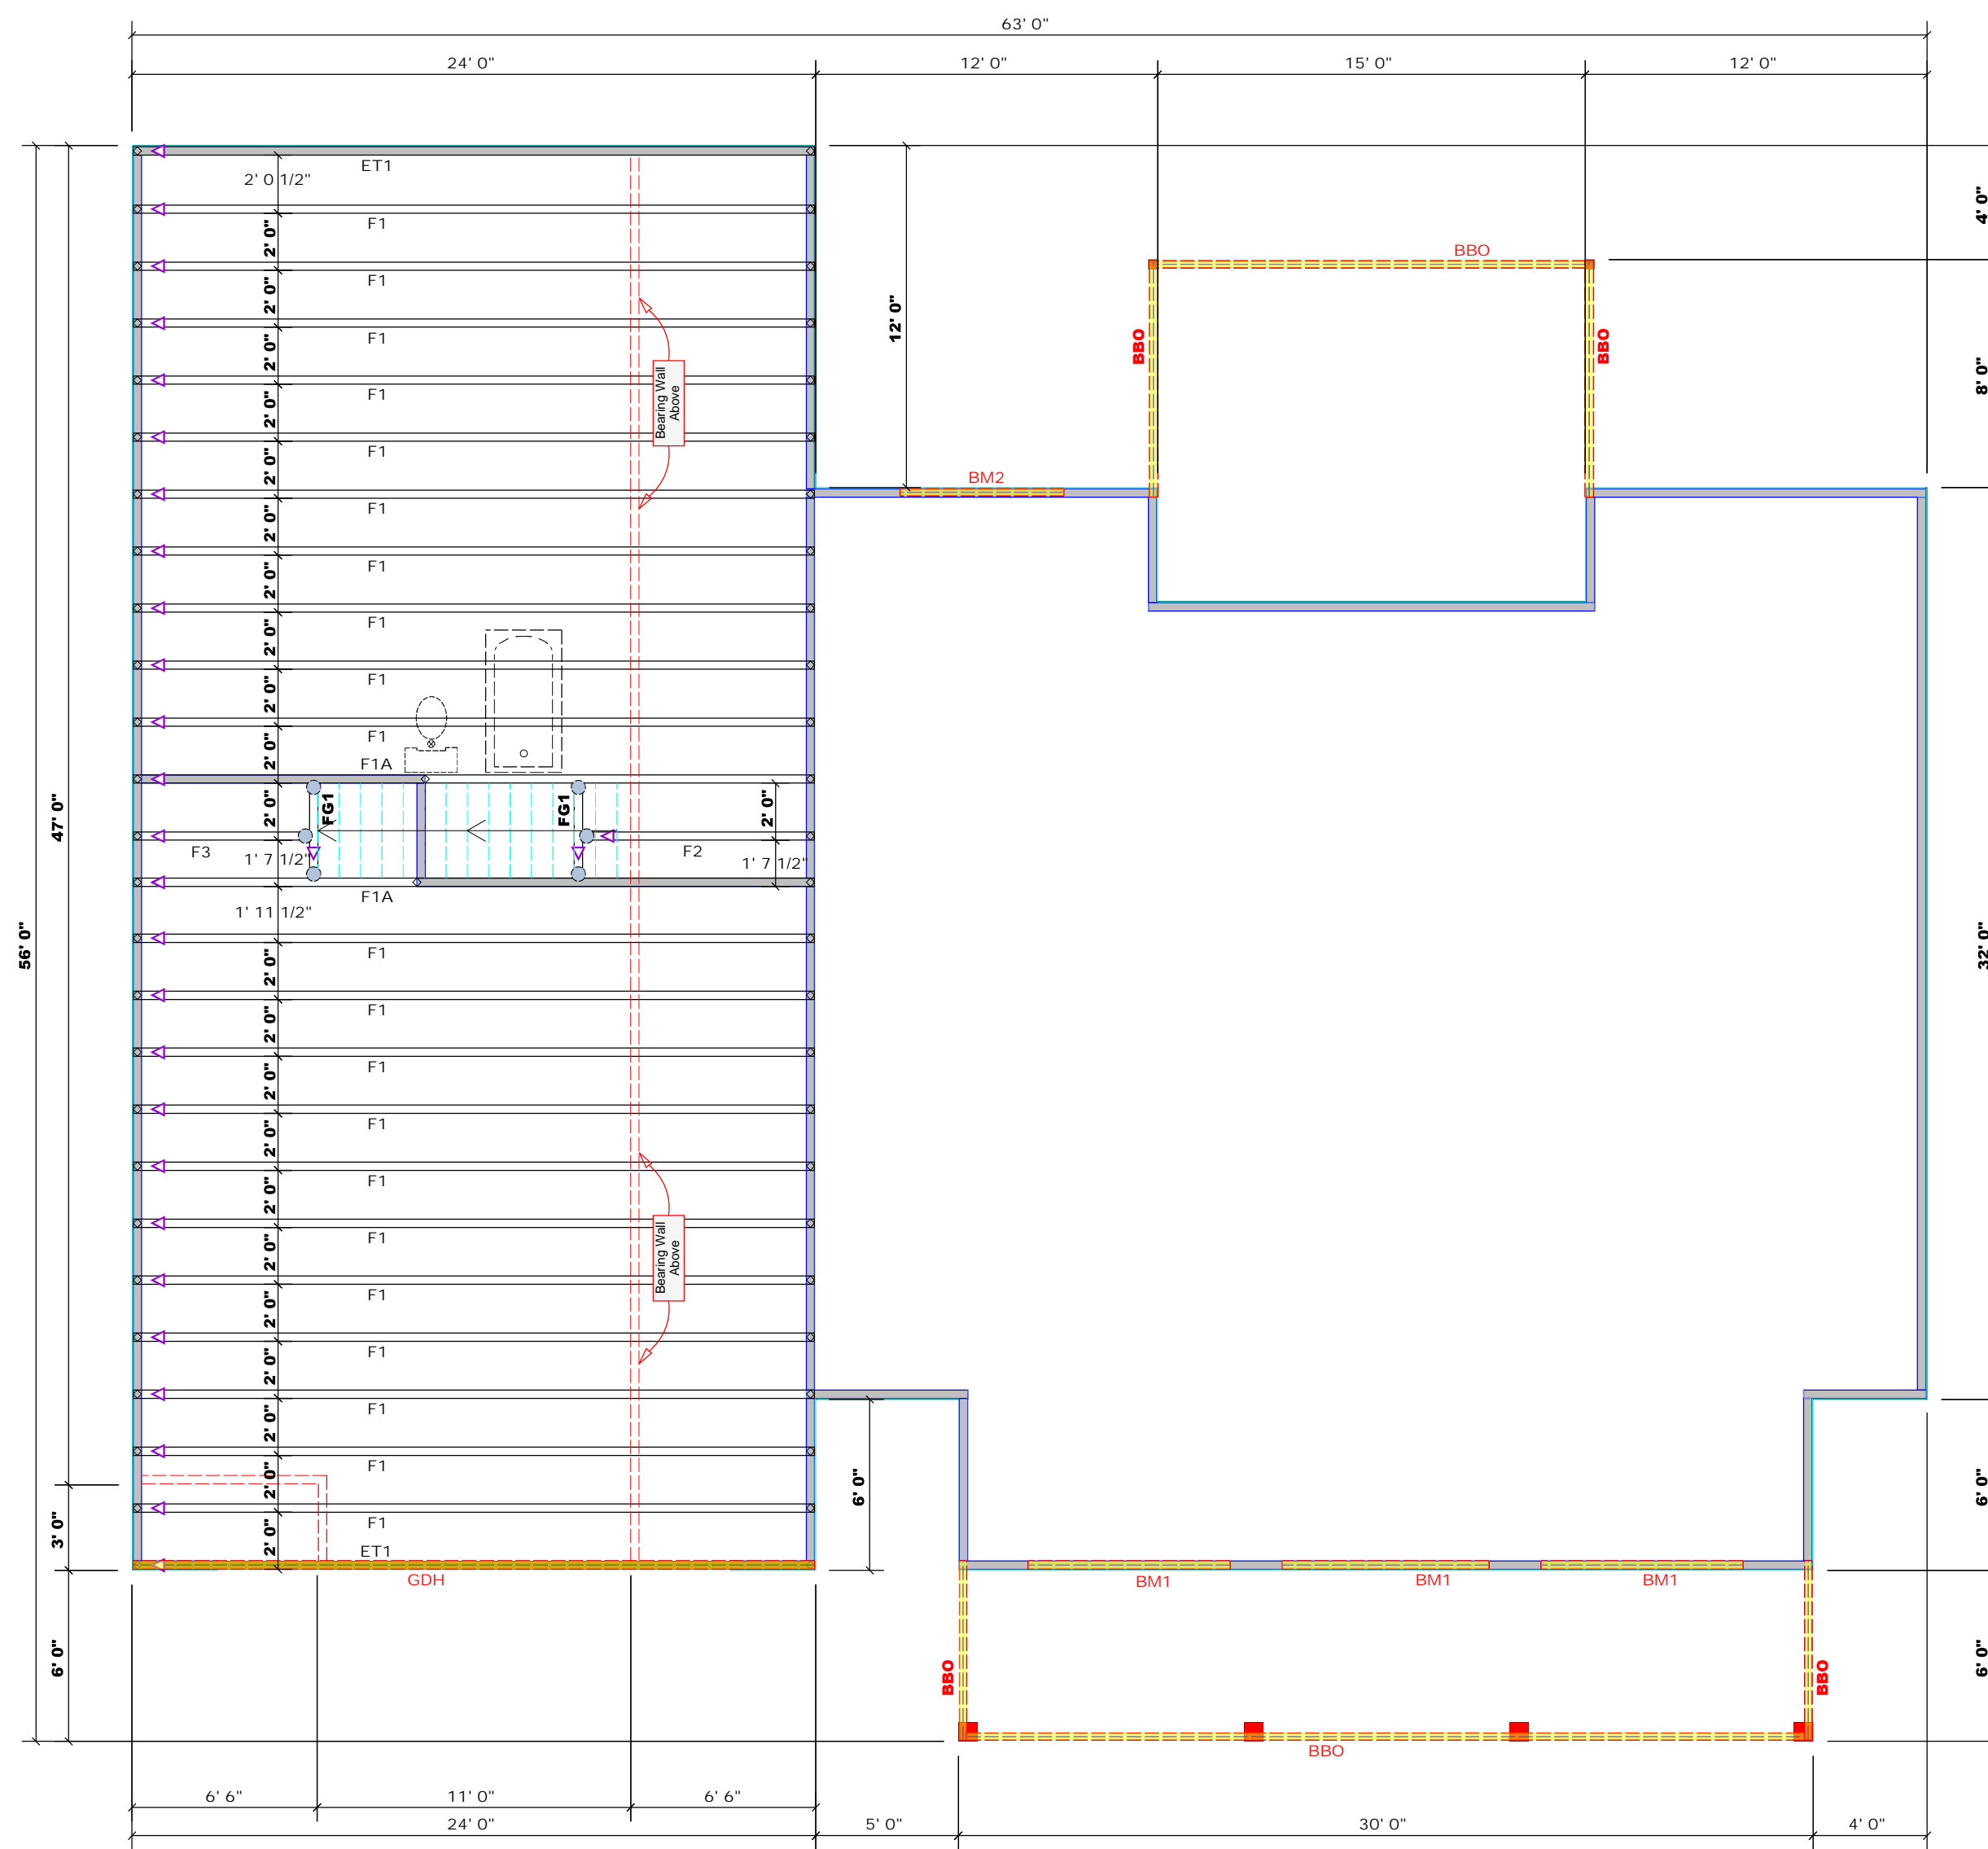 63' 0"
24' 0"
12' 0"
15' 0"
12' 0"
ET1
2' 0 1/2"
4' 0"
F1
2' 0"
BBO
F1
2' 0"
12' 0"
F1
2' 0"
BBO
BBO
8' 0"
Bearing Wall
Above
F1
2' 0"
F1
2' 0"
BM2
F1
2' 0"
F1
2' 0"
F1
2' 0"
F1
2' 0"
F1
2' 0"
F1A
47' 0"
2' 0"
FG1
FG1
2' 0"
F3
1' 7 1/2"
F2
1' 7 1/2"
F1A
1' 11 1/2"
56' 0"
32' 0"
F1
2' 0"
F1
2' 0"
F1
2' 0"
F1
2' 0"
F1
2' 0"
F1
2' 0"
Bearing Wall
Above
F1
2' 0"
F1
2' 0"
F1
2' 0"
F1
2' 0"
6' 0"
6' 0"
F1
2' 0"
3' 0"
ET1
GDH
BM1
BM1
BM1
6' 0"
BBO
BBO
6' 0"
BBO
6' 6"
11' 0"
6' 6"
24' 0"
5' 0"
30' 0"
4' 0"